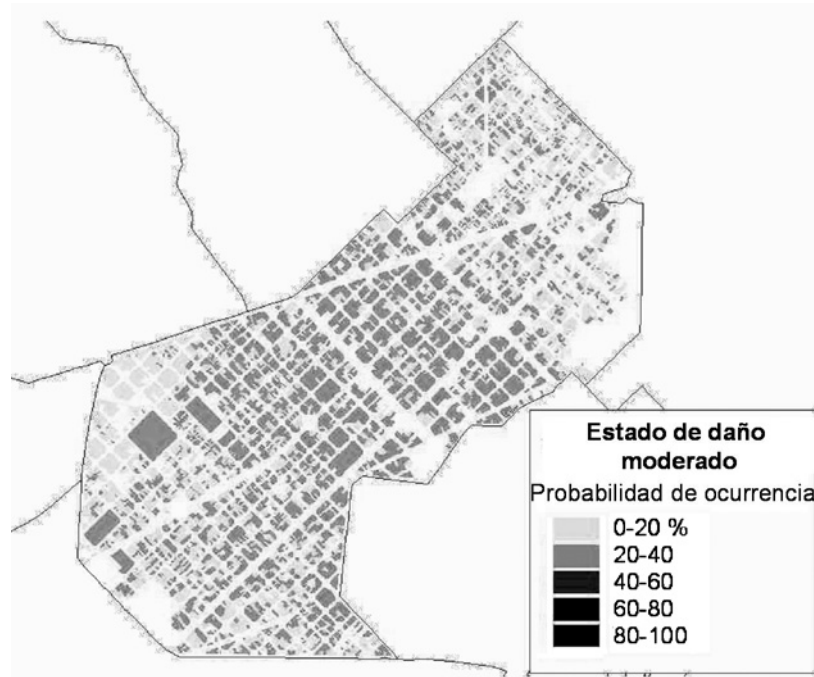 Estado de daño
moderado
Probabilidad de ocurrencia
0-20 %
20-40
40-60
60-80
80-100